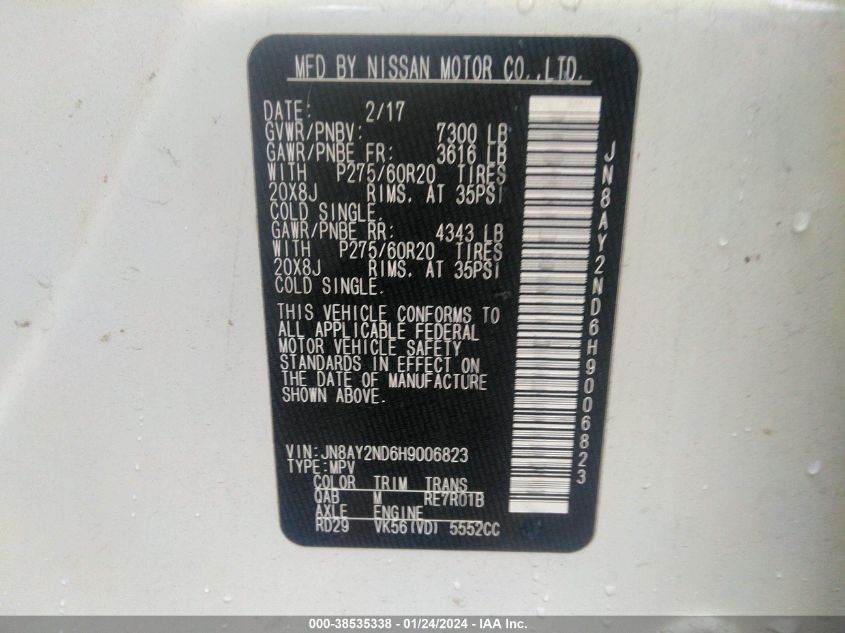 MFD BY NISSAN MOTOR CO.,LTD.
DATE: 2/17
GVWR/PNBV: 7300 LB
GAWR/PNBE FR: 3616 LB
WITH P275/60R20 TIRES
20X8J RIMS. AT 35PSI
COLD SINGLE.
GAWR/PNBE RR: 4343 LB
WITH P275/60R20 TIRES
20X8J RIMS. AT 35PSI
COLD SINGLE.
THIS VEHICLE CONFORMS TO
ALL APPLICABLE FEDERAL
MOTOR VEHICLE SAFETY
STANDARDS IN EFFECT ON
THE DATE OF MANUFACTURE
SHOWN ABOVE.
VIN:JN8AY2ND6H9006823
TYPE:MPV
COLOR TRIM TRANS
QAB M RE7R01B
AXLE ENGINE
RD29 VK56(VD) 5552CC
JN8AY2ND6H9006823
000-38535338 - 01/24/2024 - IAA Inc.